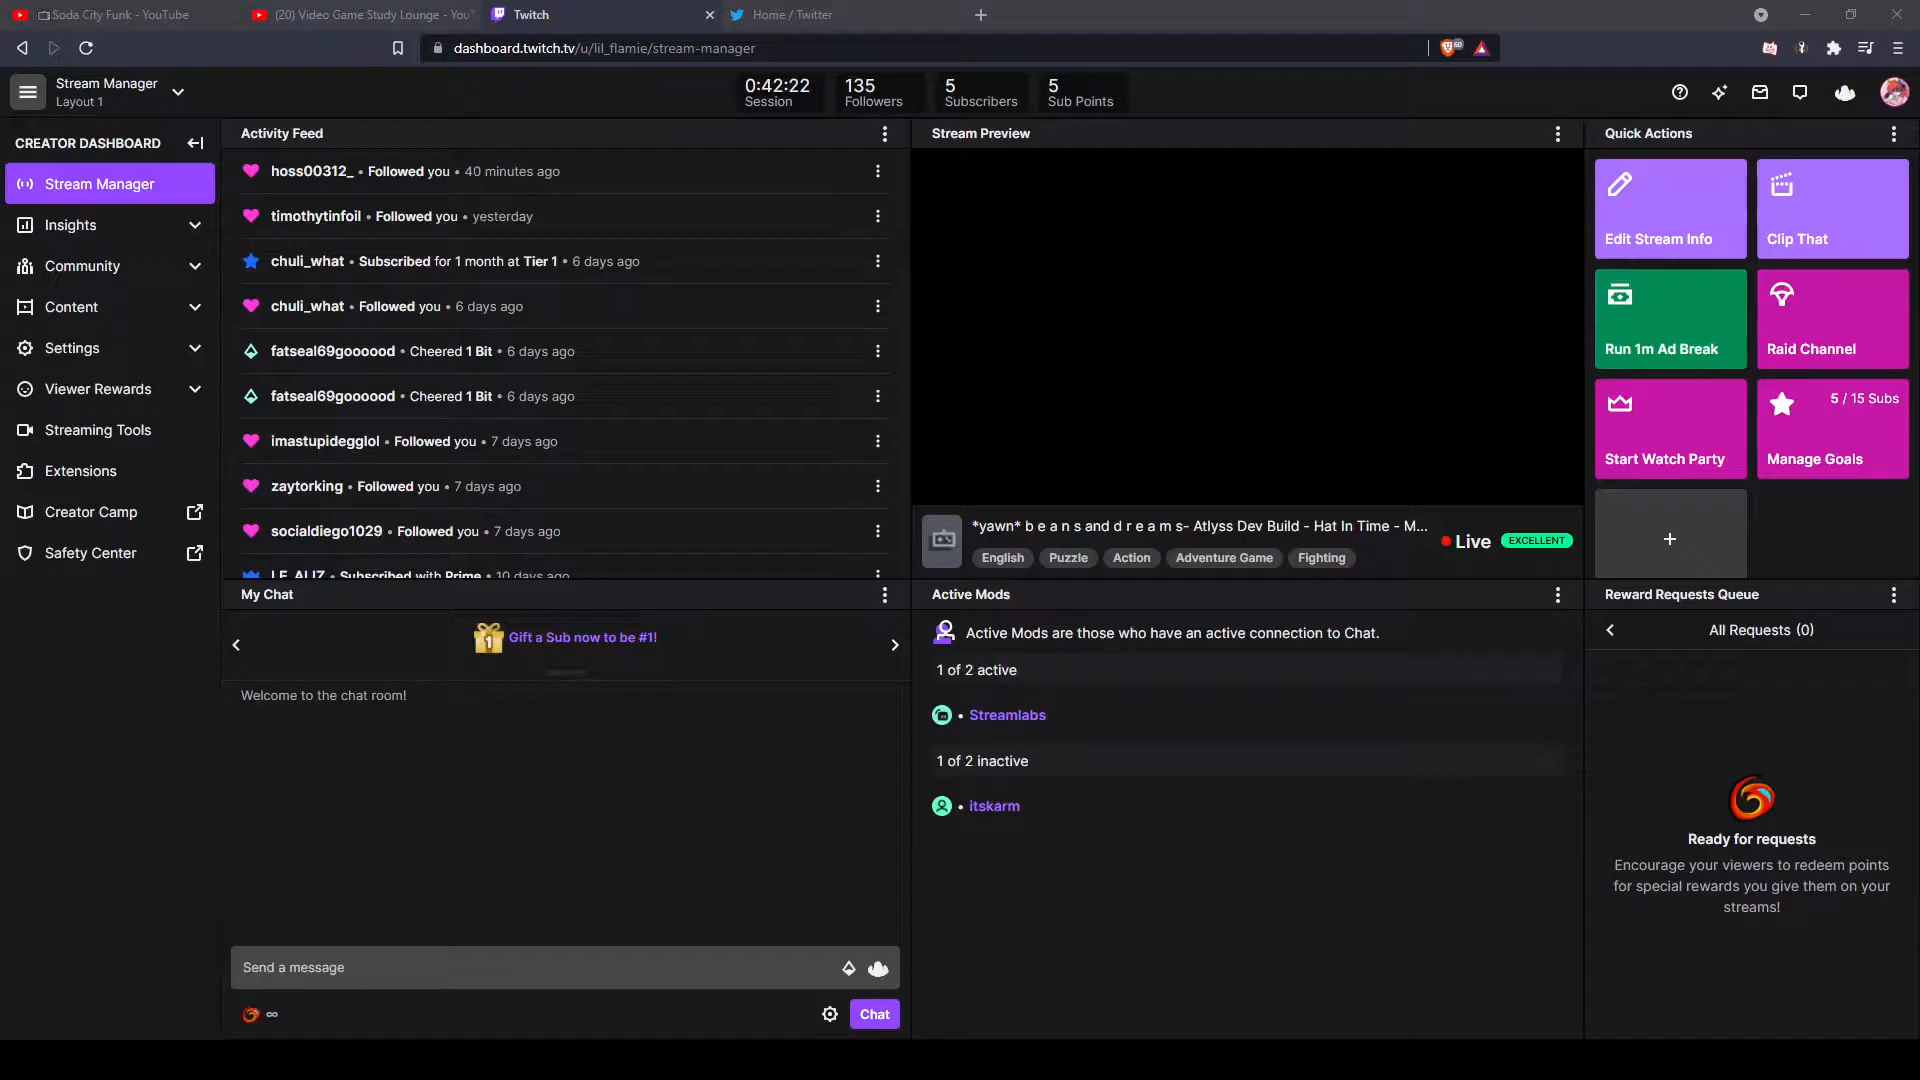 Soda City Funk - YouTube
(20) Video Game Study Lounge - YouT
Twitch
Home / Twitter
dashboard.twitch.tv/u/lil_flamie/stream-manager
60
Stream Manager
Layout 1
0:42:22
Session
135
Followers
5
Subscribers
5
Sub Points
CREATOR DASHBOARD
Stream Manager
Insights
Community
Content
Settings
Viewer Rewards
Streaming Tools
Extensions
Creator Camp
Safety Center
Activity Feed
hoss00312_ • Followed you • 40 minutes ago
timothytinfoil • Followed you • yesterday
chuli_what • Subscribed for 1 month at Tier 1 • 6 days ago
chuli_what • Followed you • 6 days ago
fatseal69goooood • Cheered 1 Bit • 6 days ago
fatseal69goooood • Cheered 1 Bit • 6 days ago
imastupidegglol • Followed you • 7 days ago
zaytorking • Followed you • 7 days ago
socialdiego1029 • Followed you • 7 days ago
LE_ALIZ • Subscribed with Prime • 10 days ago
Stream Preview
*yawn* b e a n s and d r e a m s- Atlyss Dev Build - Hat In Time - M...
English
Puzzle
Action
Adventure Game
Fighting
Live
EXCELLENT
Quick Actions
Edit Stream Info
Clip That
Run 1m Ad Break
Raid Channel
Start Watch Party
5 / 15 Subs
Manage Goals
My Chat
1
Gift a Sub now to be #1!
Welcome to the chat room!
Send a message
∞
Chat
Active Mods
Active Mods are those who have an active connection to Chat.
1 of 2 active
• Streamlabs
1 of 2 inactive
• itskarm
Reward Requests Queue
All Requests (0)
Ready for requests
Encourage your viewers to redeem points
for special rewards you give them on your
streams!